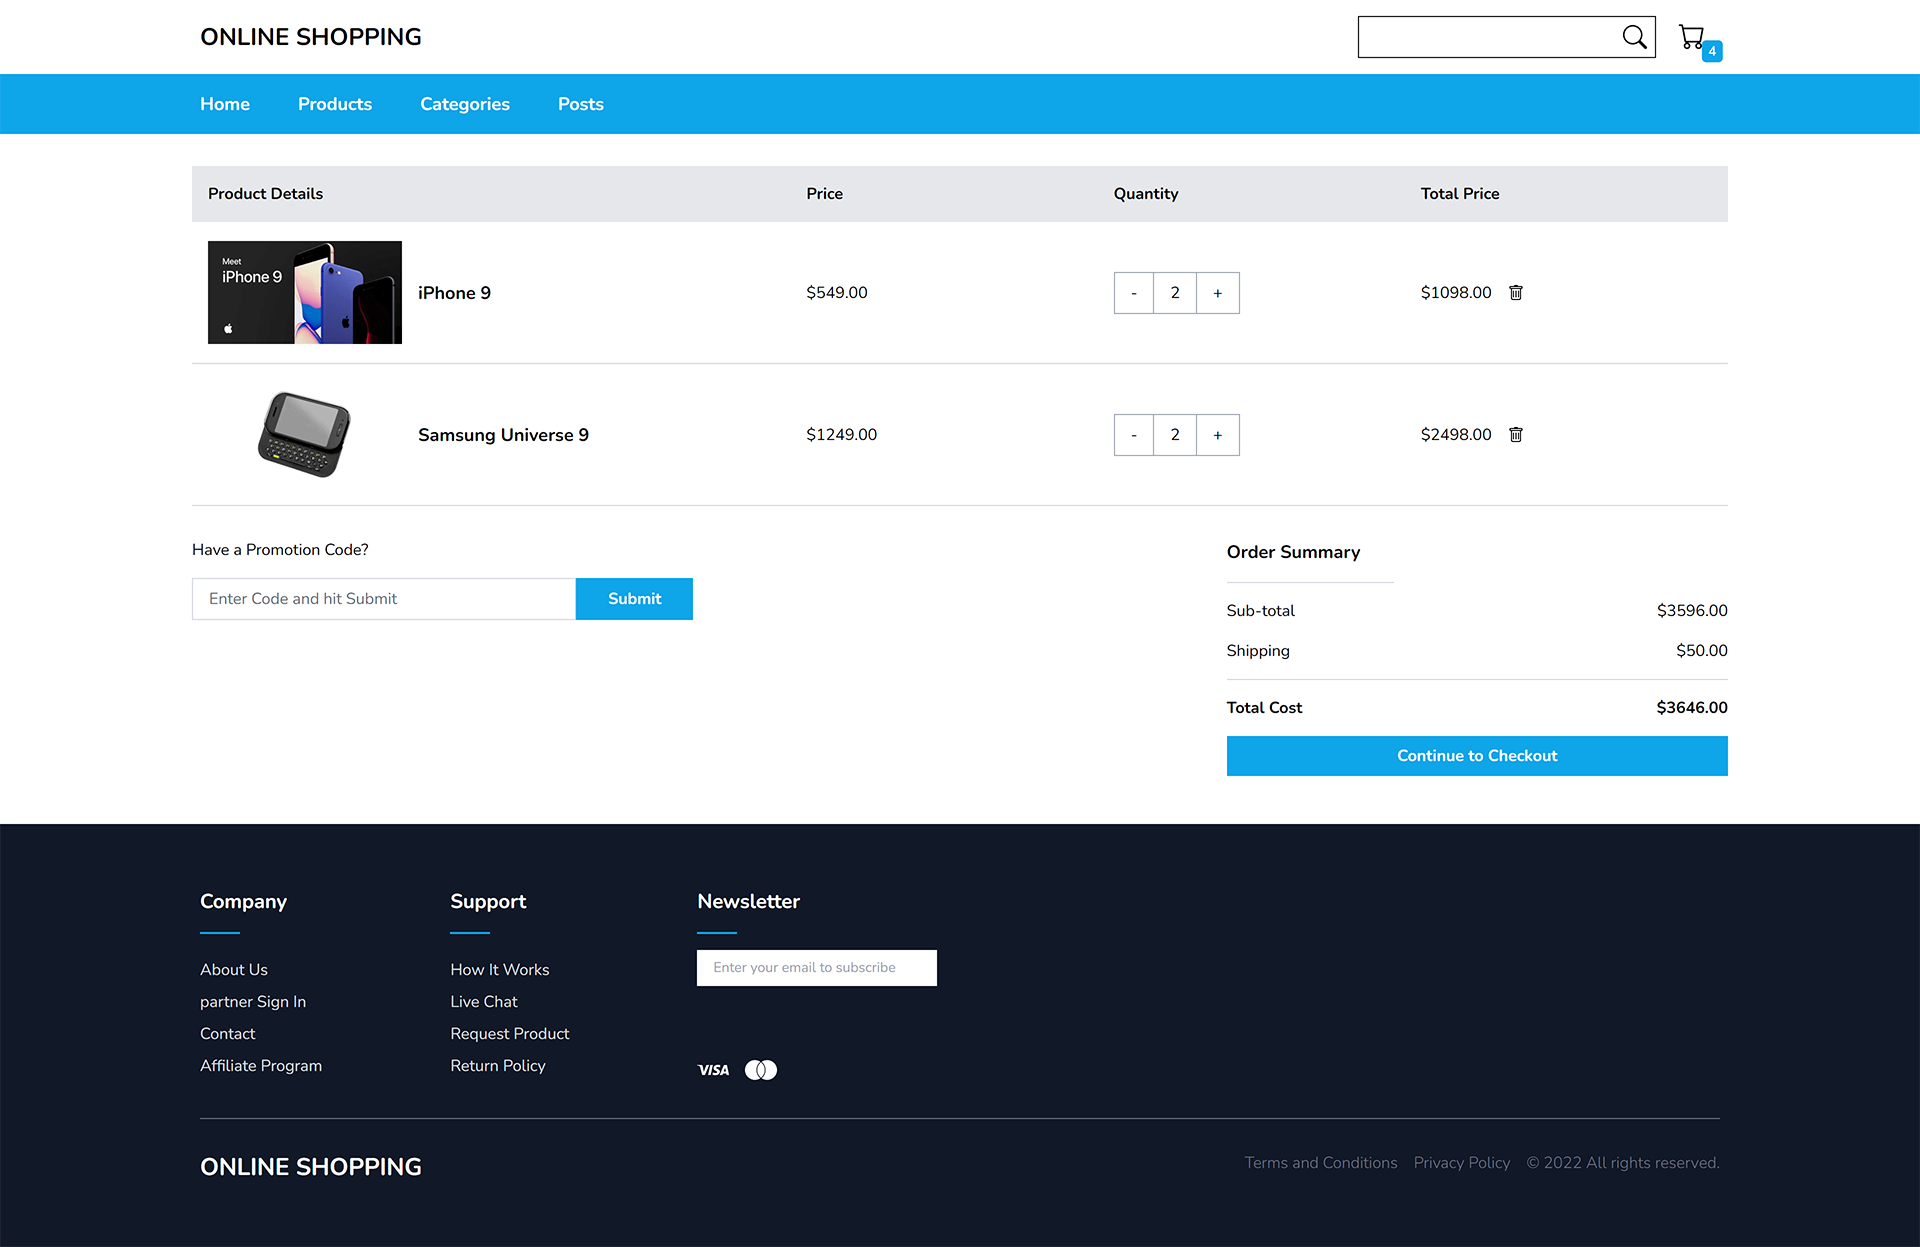 ONLINE SHOPPING
4
Home Products Categories Posts
Product Details Price Quantity Total Price
Meet
iPhone 9
iPhone 9 $549.00 - 2 + $1098.00
Samsung Universe 9 $1249.00 - 2 + $2498.00
Have a Promotion Code?
Enter Code and hit Submit Submit
Order Summary
Sub-total $3596.00
Shipping $50.00
Total Cost $3646.00
Continue to Checkout
Company
About Us
partner Sign In
Contact
Affiliate Program
Support
How It Works
Live Chat
Request Product
Return Policy
Newsletter
Enter your email to subscribe
VISA
ONLINE SHOPPING
Terms and Conditions Privacy Policy © 2022 All rights reserved.